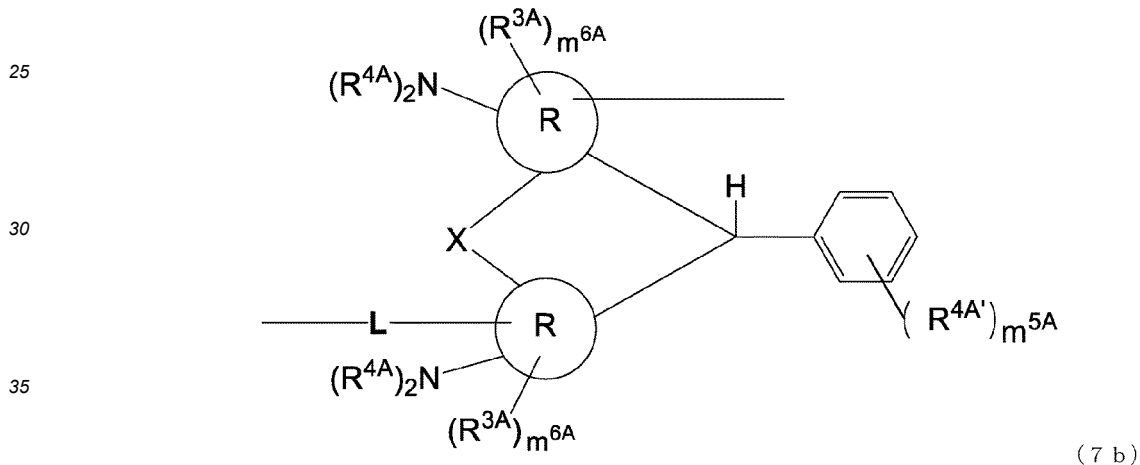 (R3A)m6A
25
(R4A)2N
R
H
30
X
L
R
(R4A')m5A
(R4A)2N
35
(R3A)m6A
(7b)